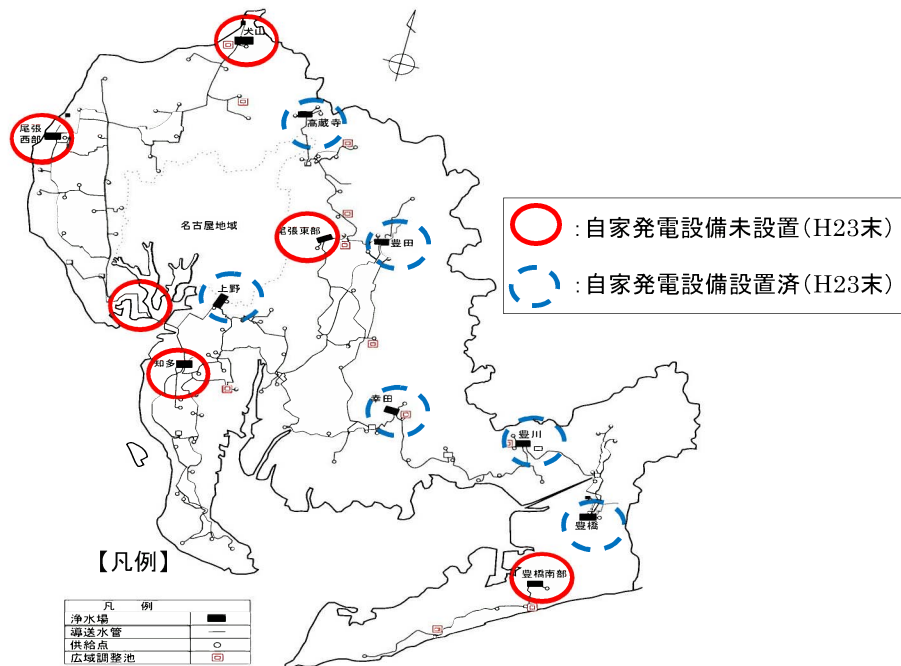 犬山
高蔵寺
尾張
西部
名古屋地域
尾張東部
豊田
:自家発電設備未設置(H23末)
:自家発電設備設置済(H23末)
上野
知多
幸田
豊川
豊橋
豊橋南部
【凡例】
凡 例
浄水場
導送水管
供給点
広域調整池